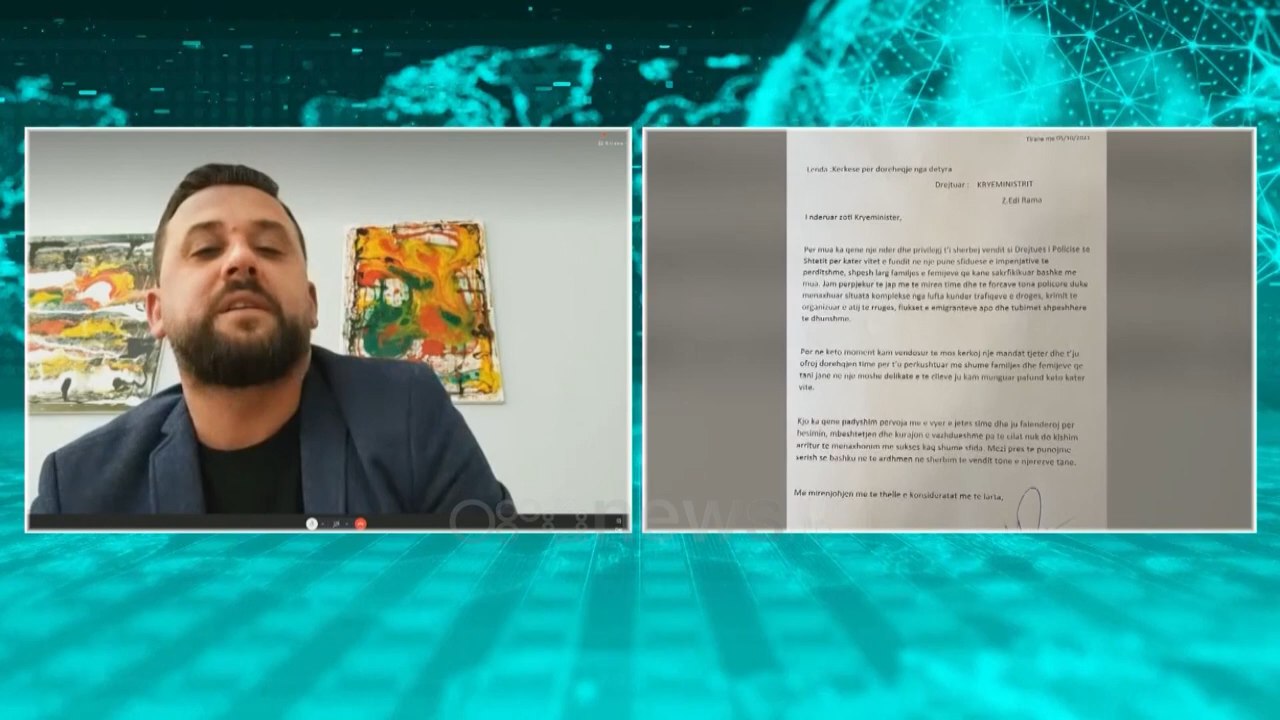 Tirane me 05/10/2021
Lenda :Kerkese per doreheqje nga detyra
Drejtuar : KRYEMINISTRIT
Z.Edi Rama
I nderuar zoti Kryeminister,
Per mua ka qene nje nder dhe privilegj t'i sherbej vendit si Drejtues i Policise se
Shtetit per kater vitet e fundit ne nje pune sfiduese e impenjative te
perditshme, shpesh larg familjes e femijeve qe kane sakrfikikuar bashke me
mua. Jam perpjekur te jap me te miren time dhe te forcave tona policore duke
menaxhuar situata komplekse nga lufta kunder trafiqeve e droges, krimit te
organizuar e atij te rruges, flukset e emigranteve apo dhe tubimet shpeshhere
te dhunshme.
Por ne keto moment kam vendosur te mos kerkoj nje mandat tjeter dhe t'ju
ofroj dorehqjen time per t'u perkushtuar me shume familjes dhe femijeve qe
tani jane ne nje moshe delikate e te cileve ju kam munguar pafund keto kater
vite.
Kjo ka qene padyshim pervoja me e vyer e jetes sime dhe ju falenderoj per
besimin, mbeshtetjen dhe kurajon e vazhdueshme pa te cilat nuk do kishim
arritur te menaxhonim me sukses kaq shume sfida. Mezi pres te punojme
serish se bashku ne te ardhmen ne sherbim te vendit tone e njerezve tane.
Me mirenjohjen me te thelle e konsideratat me te larta,
news